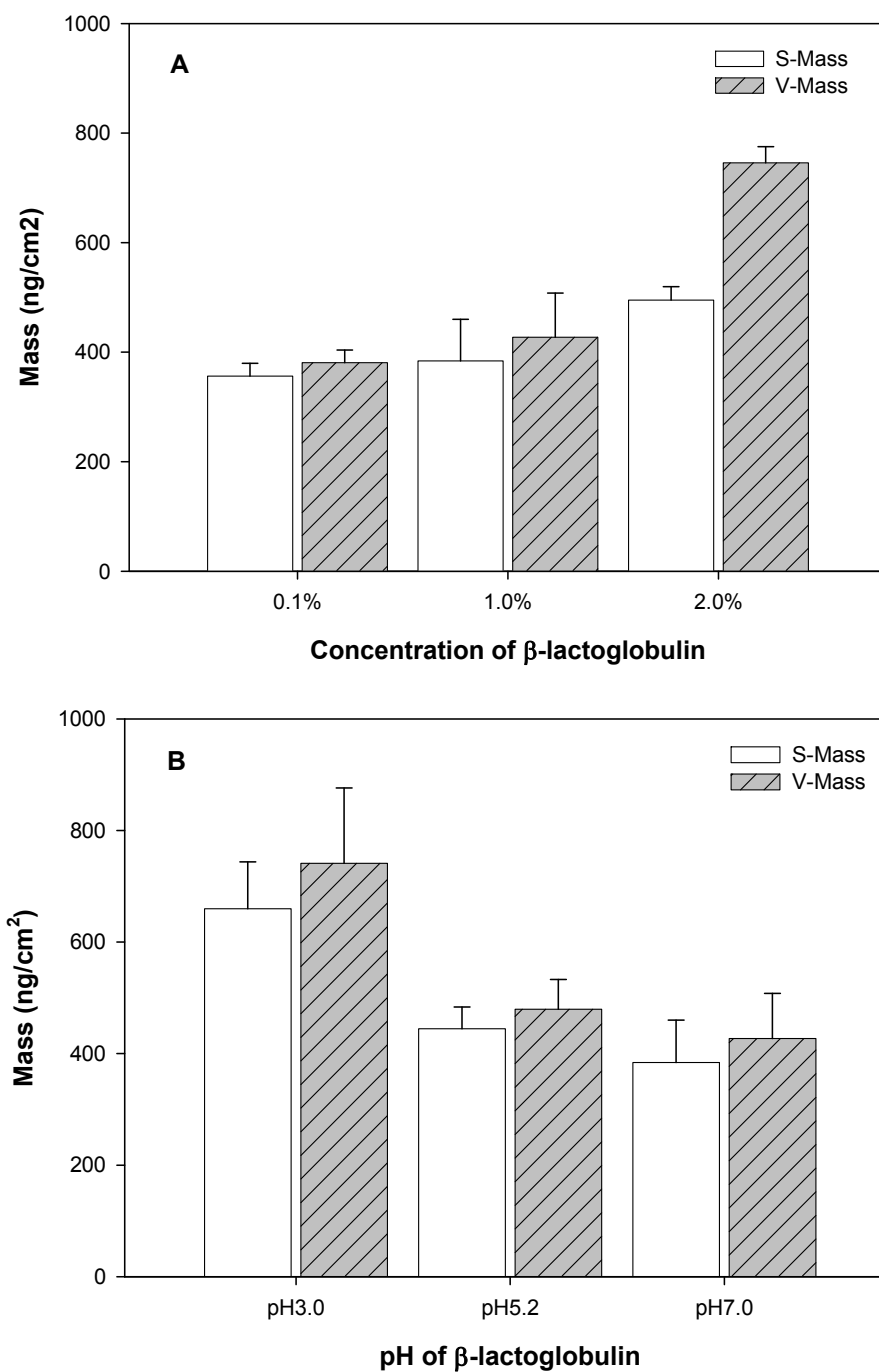 1000
A
S-Mass
V-Mass
800
600
400
200
0
Mass (ng/cm2)
0.1%
1.0%
2.0%
Concentration of β-lactoglobulin
1000
B
S-Mass
V-Mass
800
600
400
200
0
Mass (ng/cm²)
pH3.0
pH5.2
pH7.0
pH of β-lactoglobulin